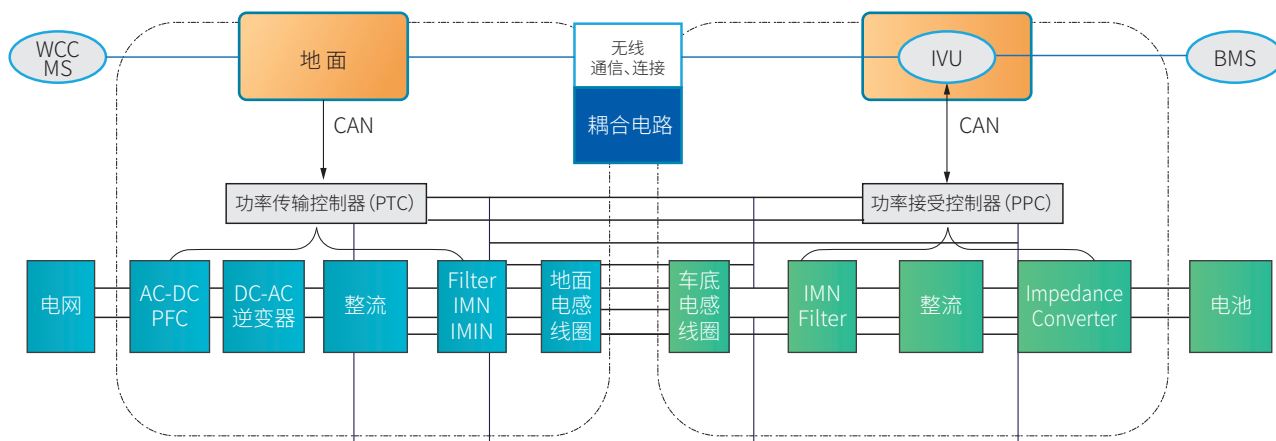 WCC
MS
地面
无线
通信、连接
IVU
BMS
耦合电路
CAN
CAN
功率传输控制器(PTC)
功率接受控制器(PPC)
电网
AC-DC
PFC
DC-AC
逆变器
整流
Filter
IMN
IMIN
地面
电感
线圈
车底
电感
线圈
IMN
Filter
整流
Impedance
Converter
电池